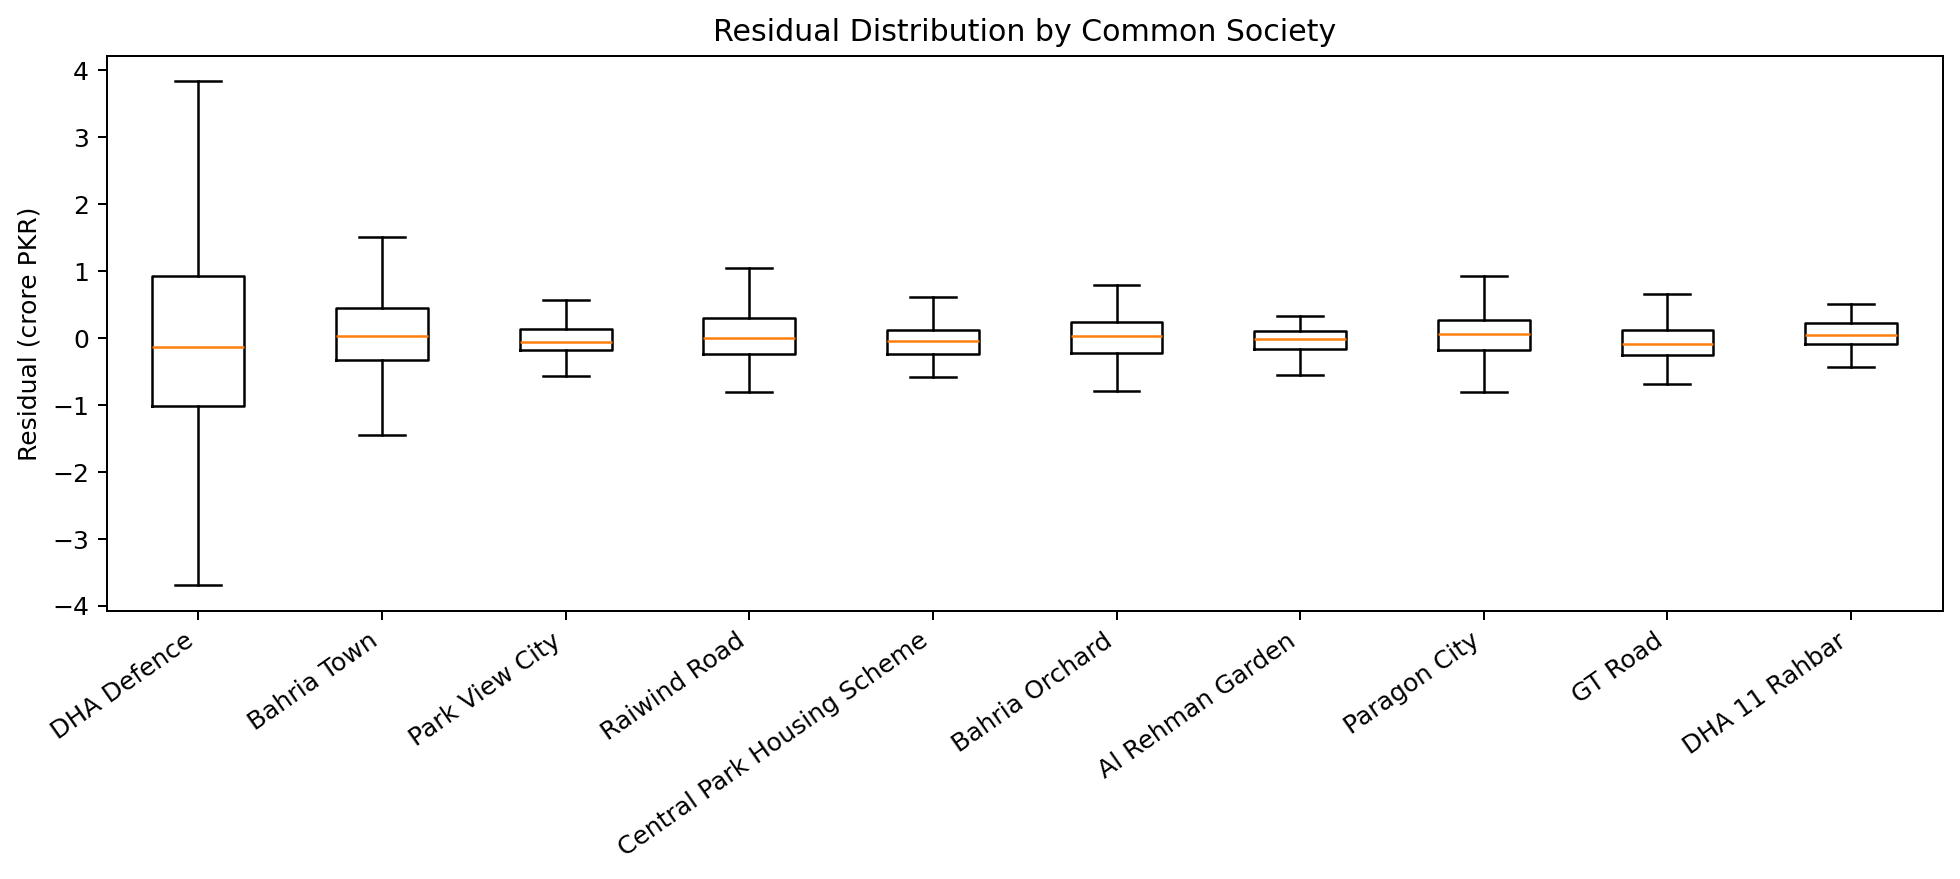 Residual Distribution by Common Society
Residual (crore PKR)
4
3
2
1
0
−1
−2
−3
−4
DHA Defence
Bahria Town
Park View City
Raiwind Road
Central Park Housing Scheme
Bahria Orchard
Al Rehman Garden
Paragon City
GT Road
DHA 11 Rahbar